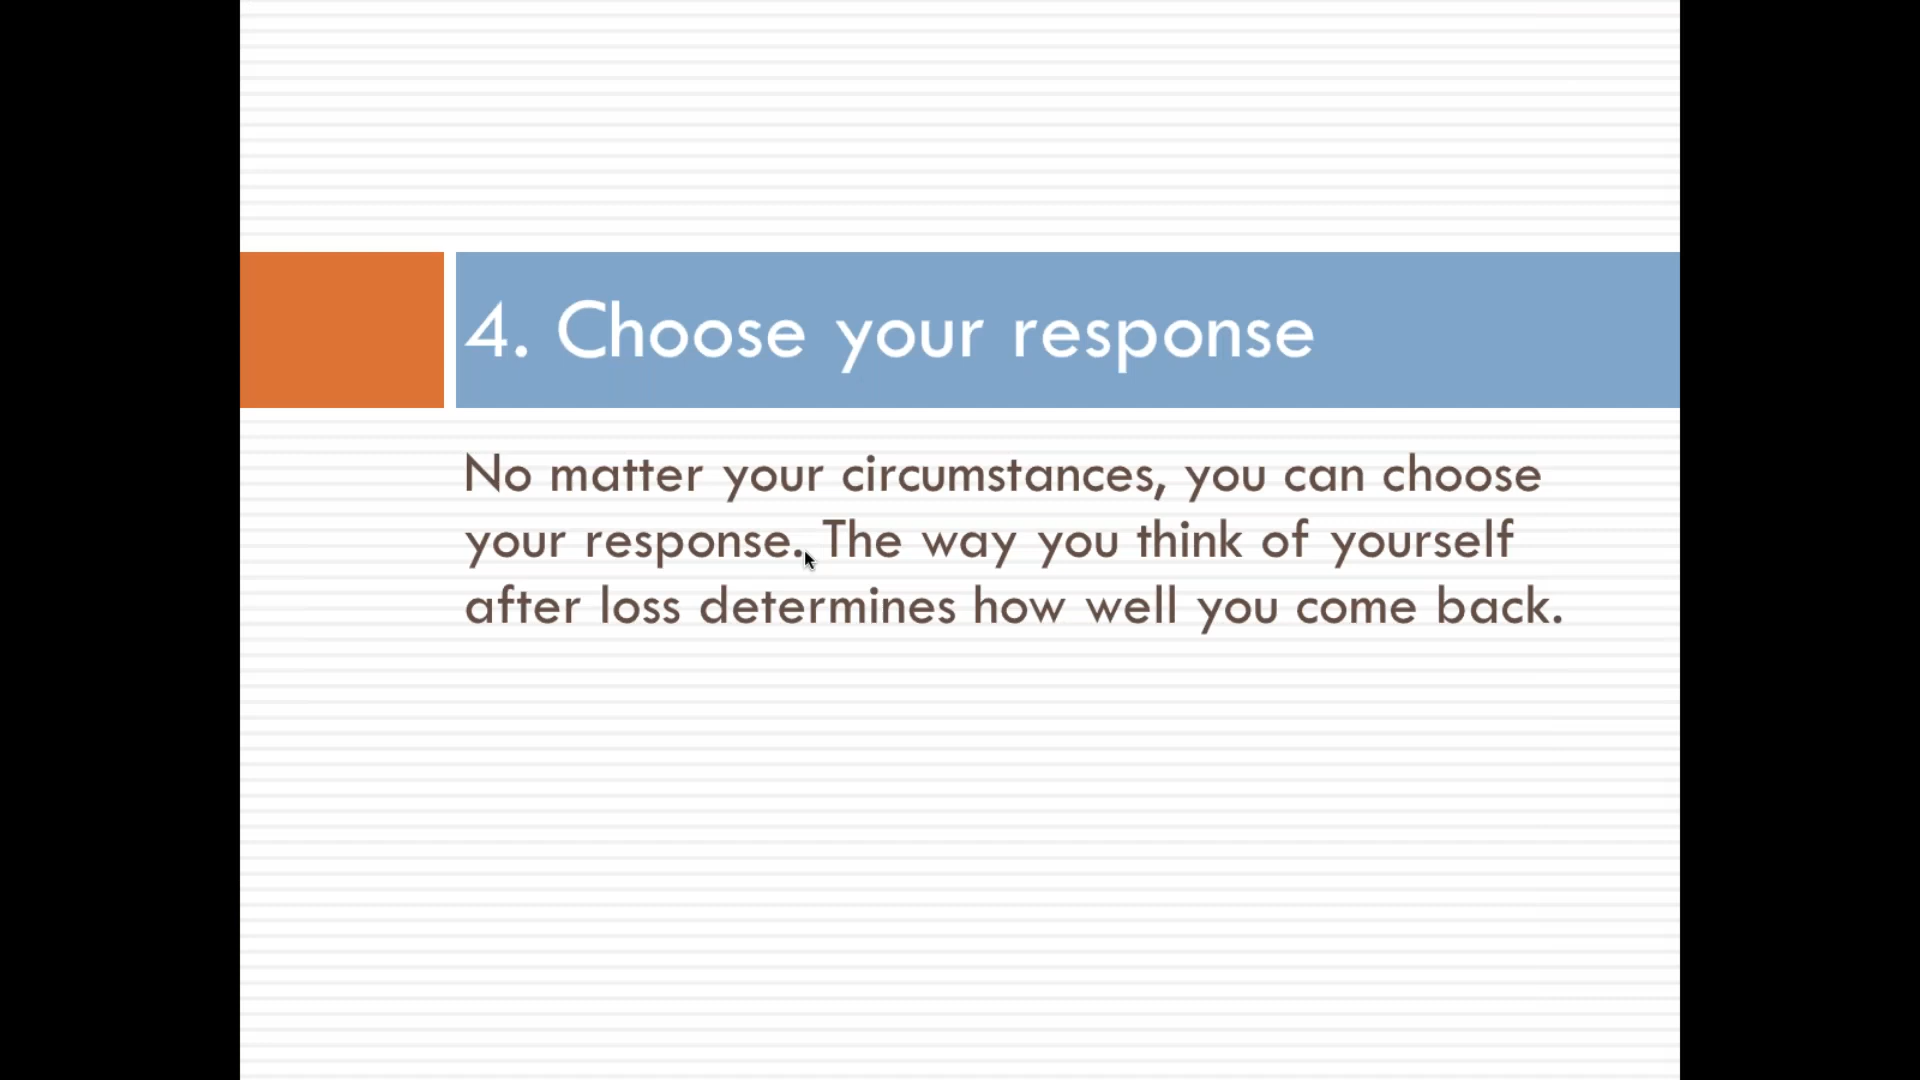 4. Choose your response
No matter your circumstances, you can choose
your response. The way you think of yourself
after loss determines how well you come back.